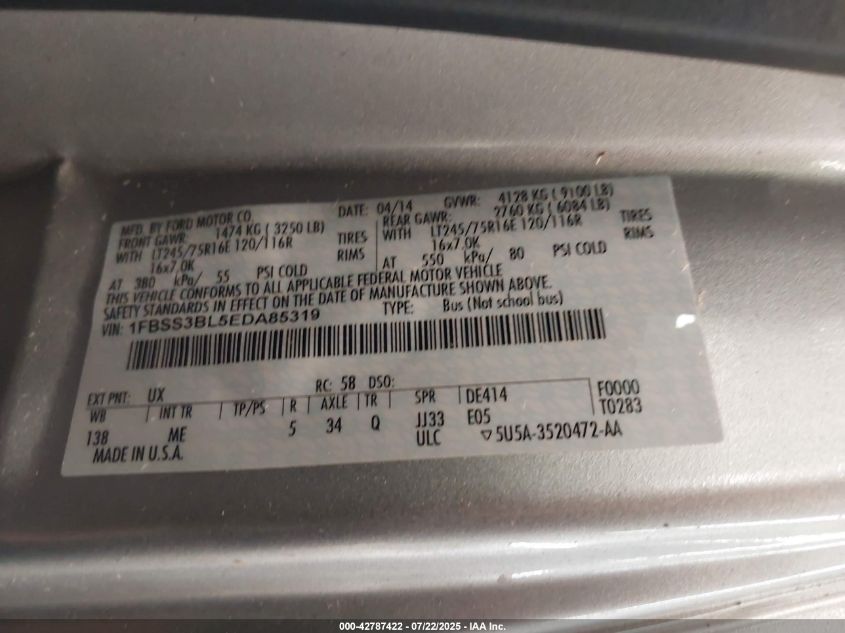 MFD. BY FORD MOTOR CO. DATE: 04/14 GVWR: 4128 KG ( 9100 LB)
FRONT GAWR: 1474 KG ( 3250 LB) REAR GAWR: 2760 KG ( 6084 LB)
WITH LT245/75R16E 120/116R TIRES WITH LT245/75R16E 120/116R TIRES
16x7.0K RIMS 16x7.0K RIMS
AT 380 kPa/ 55 PSI COLD AT 550 kPa/ 80 PSI COLD
THIS VEHICLE CONFORMS TO ALL APPLICABLE FEDERAL MOTOR VEHICLE
SAFETY STANDARDS IN EFFECT ON THE DATE OF MANUFACTURE SHOWN ABOVE.
VIN: 1FBSS3BL5EDA85319 TYPE: Bus (Not school bus)
EXT PNT: UX RC: 58 DSO: F0000
WB INT TR TP/PS R AXLE TR SPR DE414 T0283
138 ME 5 34 Q JJ33 E05
MADE IN U.S.A. ULC ▽5U5A-3520472-AA
000-42787422 - 07/22/2025 - IAA Inc.